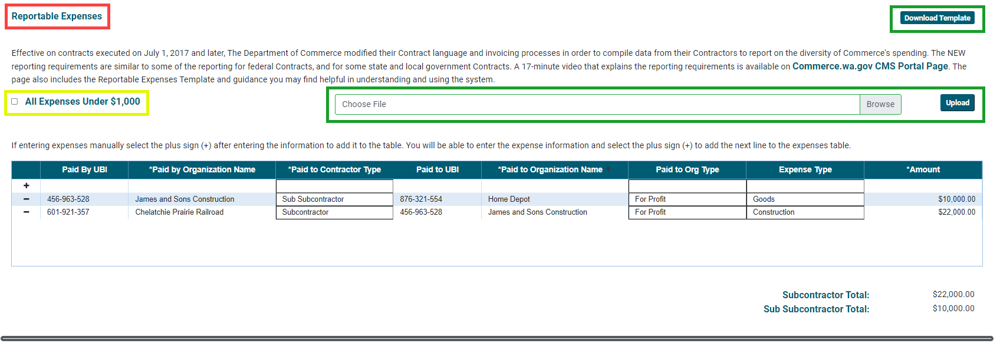 Reportable Expenses
Download Template
Effective on contracts executed on July 1, 2017 and later, The Department of Commerce modified their Contract language and invoicing processes in order to compile data from their Contractors to report on the diversity of Commerce's spending. The NEW
reporting requirements are similar to some of the reporting for federal Contracts, and for some state and local government Contracts. A 17-minute video that explains the reporting requirements is available on Commerce.wa.gov CMS Portal Page. The
page also includes the Reportable Expenses Template and guidance you may find helpful in understanding and using the system.
All Expenses Under $1,000
Choose File Browse Upload
If entering expenses manually select the plus sign (+) after entering the information to add it to the table. You will be able to enter the expense information and select the plus sign (+) to add the next line to the expenses table.
Paid By UBI *Paid by Organization Name *Paid to Contractor Type Paid to UBI *Paid to Organization Name ↑ Paid to Org Type Expense Type *Amount
+
− 456-963-528 James and Sons Construction Sub Subcontractor 876-321-554 Home Depot For Profit Goods $10,000.00
− 601-921-357 Chelatchie Prairie Railroad Subcontractor 456-963-528 James and Sons Construction For Profit Construction $22,000.00
Subcontractor Total: $22,000.00
Sub Subcontractor Total: $10,000.00